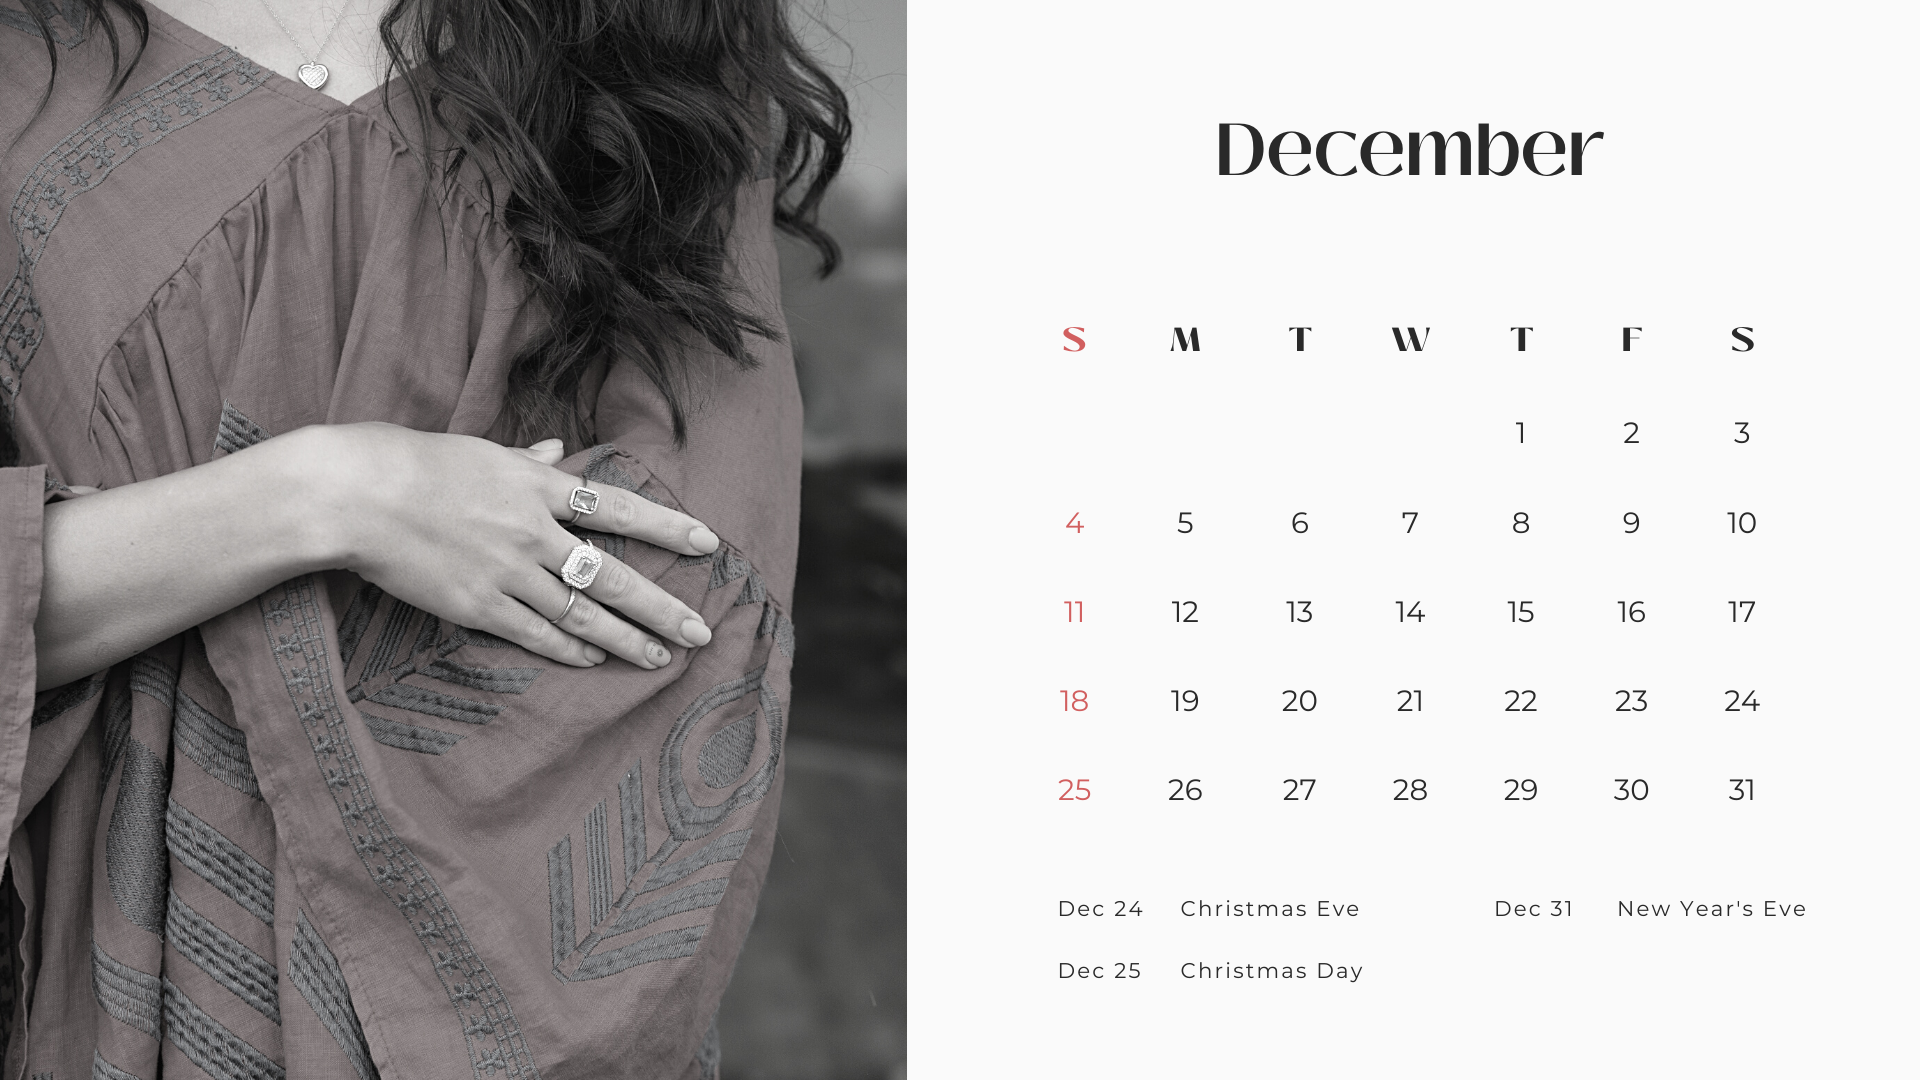 December
S M T W T F S
1 2 3
4 5 6 7 8 9 10
11 12 13 14 15 16 17
18 19 20 21 22 23 24
25 26 27 28 29 30 31
Dec 24 Christmas Eve Dec 31 New Year's Eve
Dec 25 Christmas Day